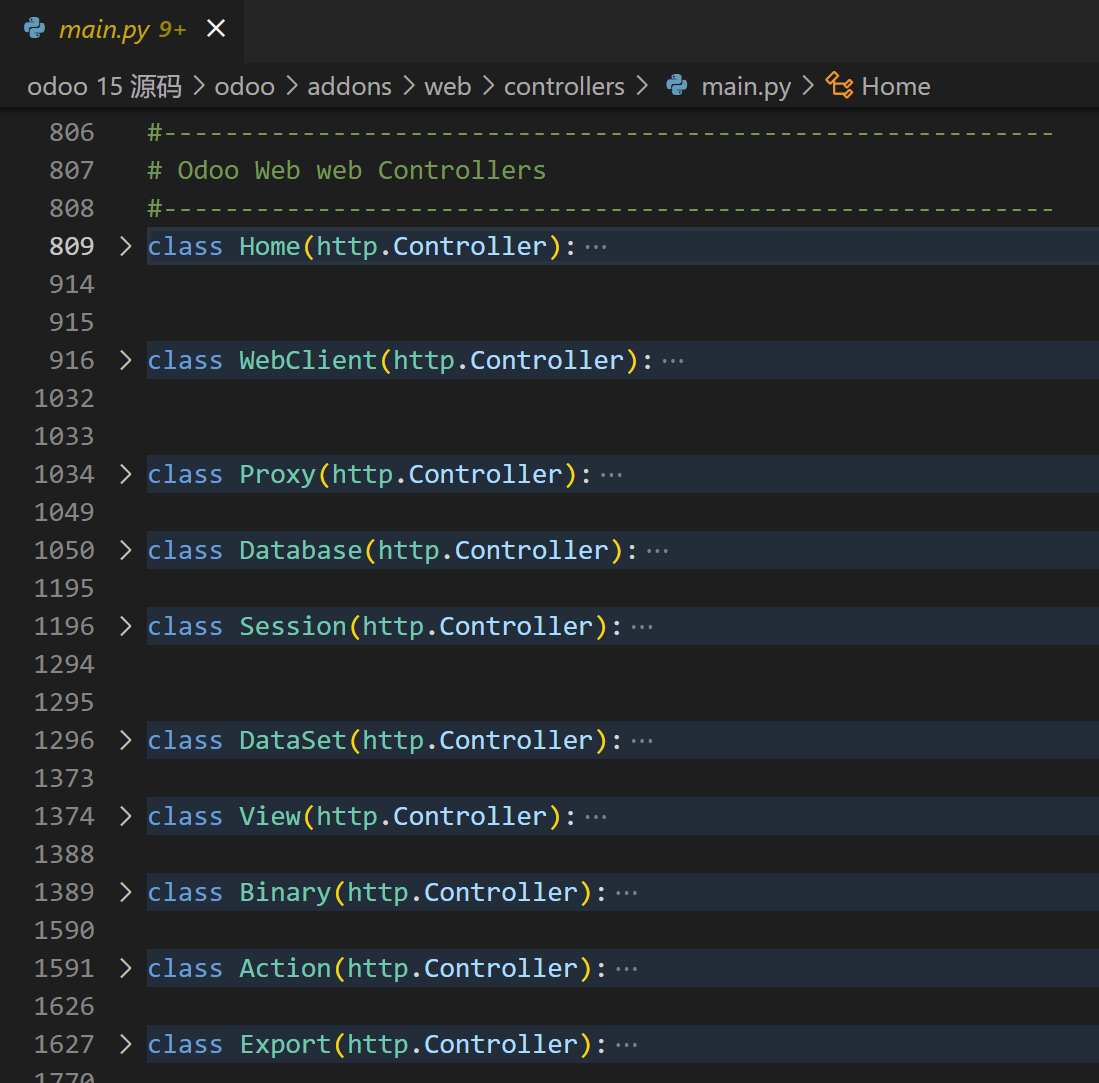 main.py 9+
odoo 15 源码 > odoo > addons > web > controllers > main.py > Home
806 #----------------------------------------------------------
807 # Odoo Web web Controllers
808 #----------------------------------------------------------
809 > class Home(http.Controller): ···
914
915
916 > class WebClient(http.Controller): ···
1032
1033
1034 > class Proxy(http.Controller): ···
1049
1050 > class Database(http.Controller): ···
1195
1196 > class Session(http.Controller): ···
1294
1295
1296 > class DataSet(http.Controller): ···
1373
1374 > class View(http.Controller): ···
1388
1389 > class Binary(http.Controller): ···
1590
1591 > class Action(http.Controller): ···
1626
1627 > class Export(http.Controller): ···
1770